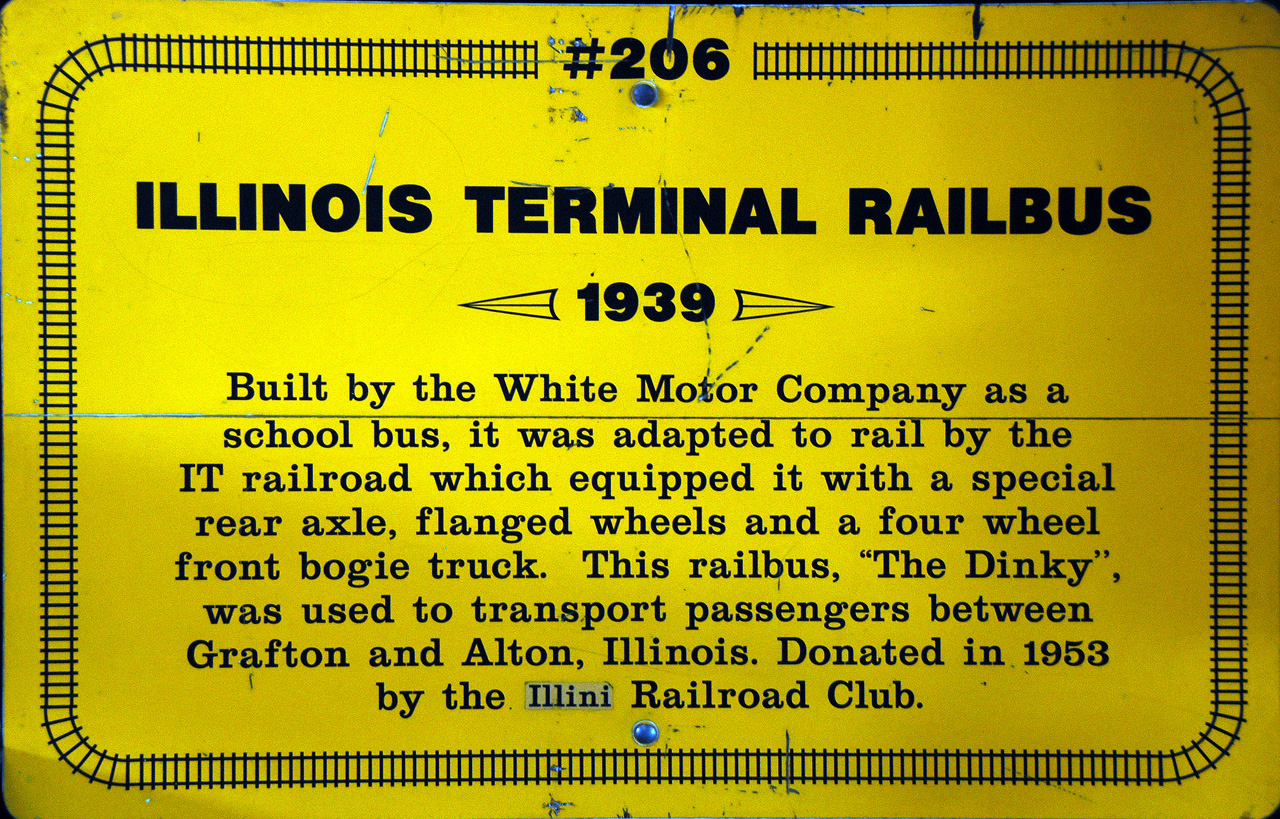 #206
ILLINOIS TERMINAL RAILBUS
1939
Built by the White Motor Company as a
school bus, it was adapted to rail by the
IT railroad which equipped it with a special
rear axle, flanged wheels and a four wheel
front bogie truck. This railbus, “The Dinky”,
was used to transport passengers between
Grafton and Alton, Illinois. Donated in 1953
by the Illini Railroad Club.